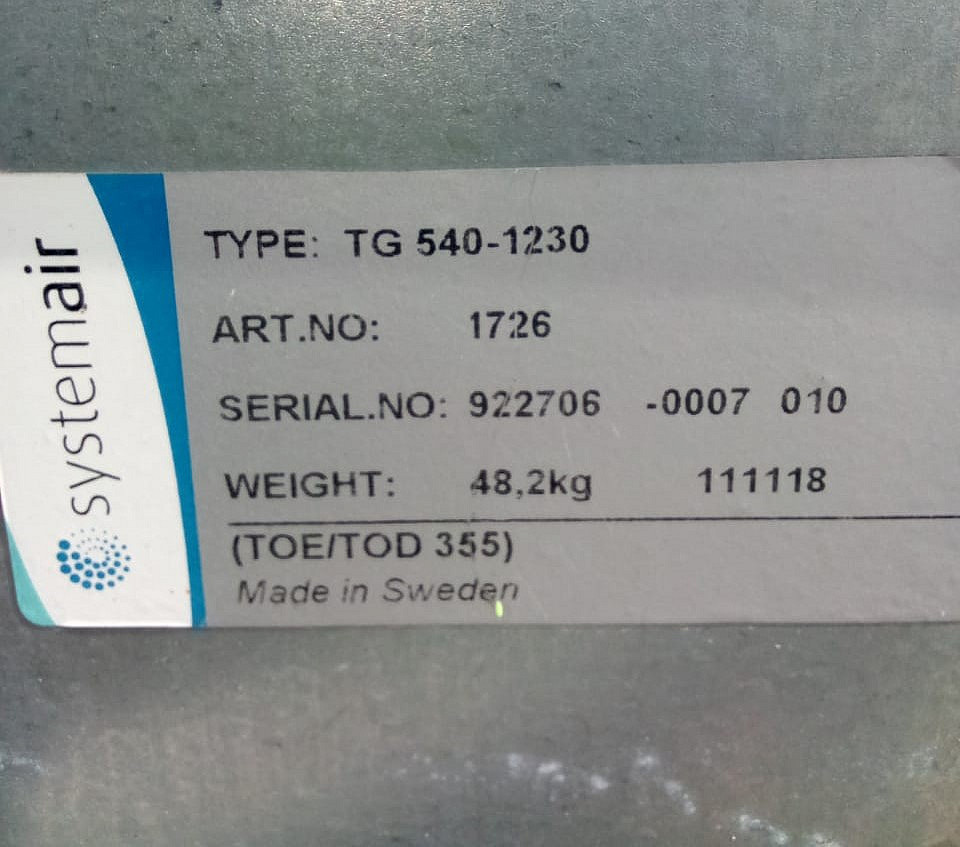 systemair
TYPE: TG 540-1230
ART.NO: 1726
SERIAL.NO: 922706 -0007 010
WEIGHT: 48,2kg 111118
(TOE/TOD 355)
Made in Sweden